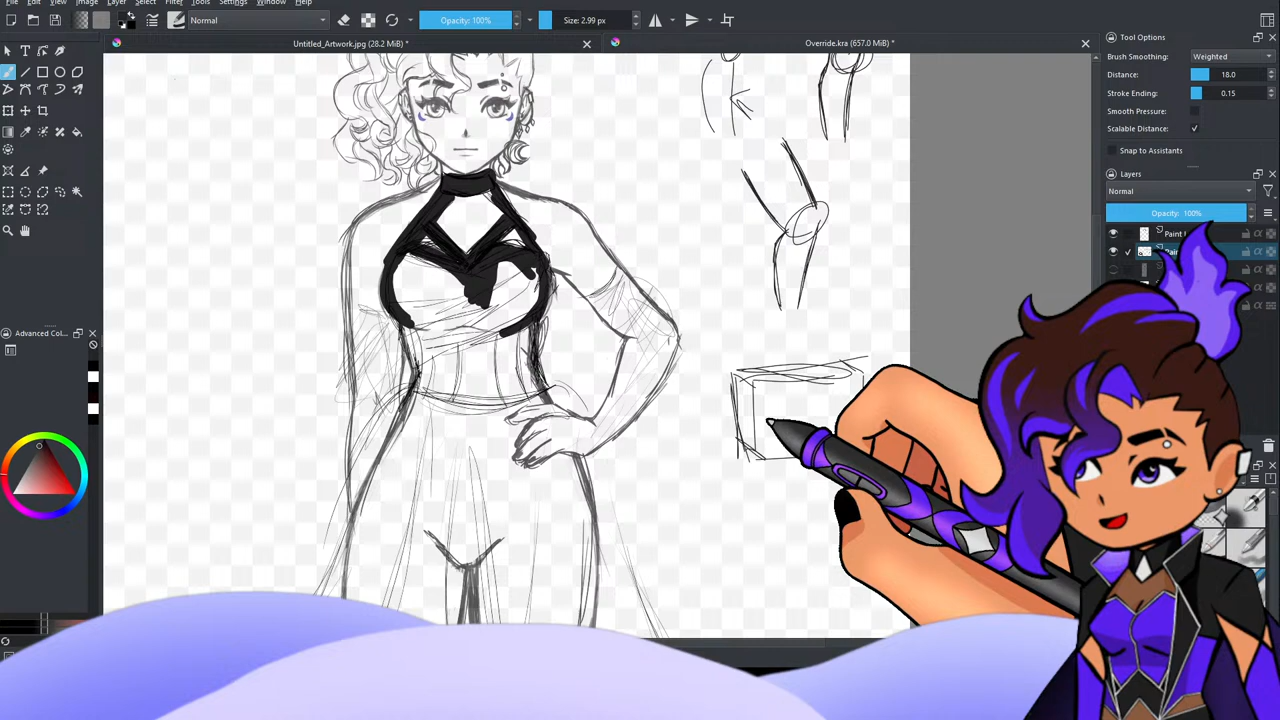 File Edit View Image Layer Select Filter Tools Settings Window Help
Normal
Opacity: 100%
Size: 2.99 px
Untitled_Artwork.jpg (28.2 MiB) *
Override.kra (657.0 MiB) *
Tool Options
Brush Smoothing: Weighted
Distance: 18.0
Stroke Ending: 0.15
Smooth Pressure:
Scalable Distance:
Snap to Assistants
Layers
Normal
Opacity: 100%
Paint
Advanced Col...